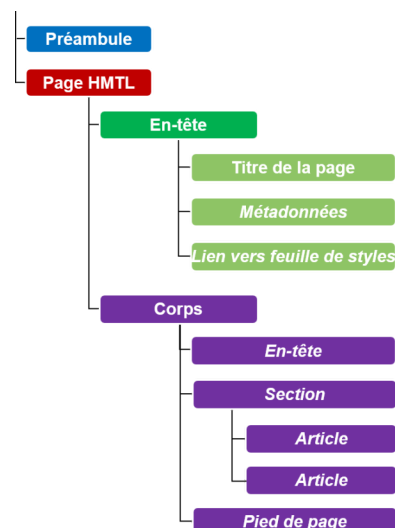 Préambule
Page HMTL
En-tête
Titre de la page
Métadonnées
Lien vers feuille de styles
Corps
En-tête
Section
Article
Article
Pied de page